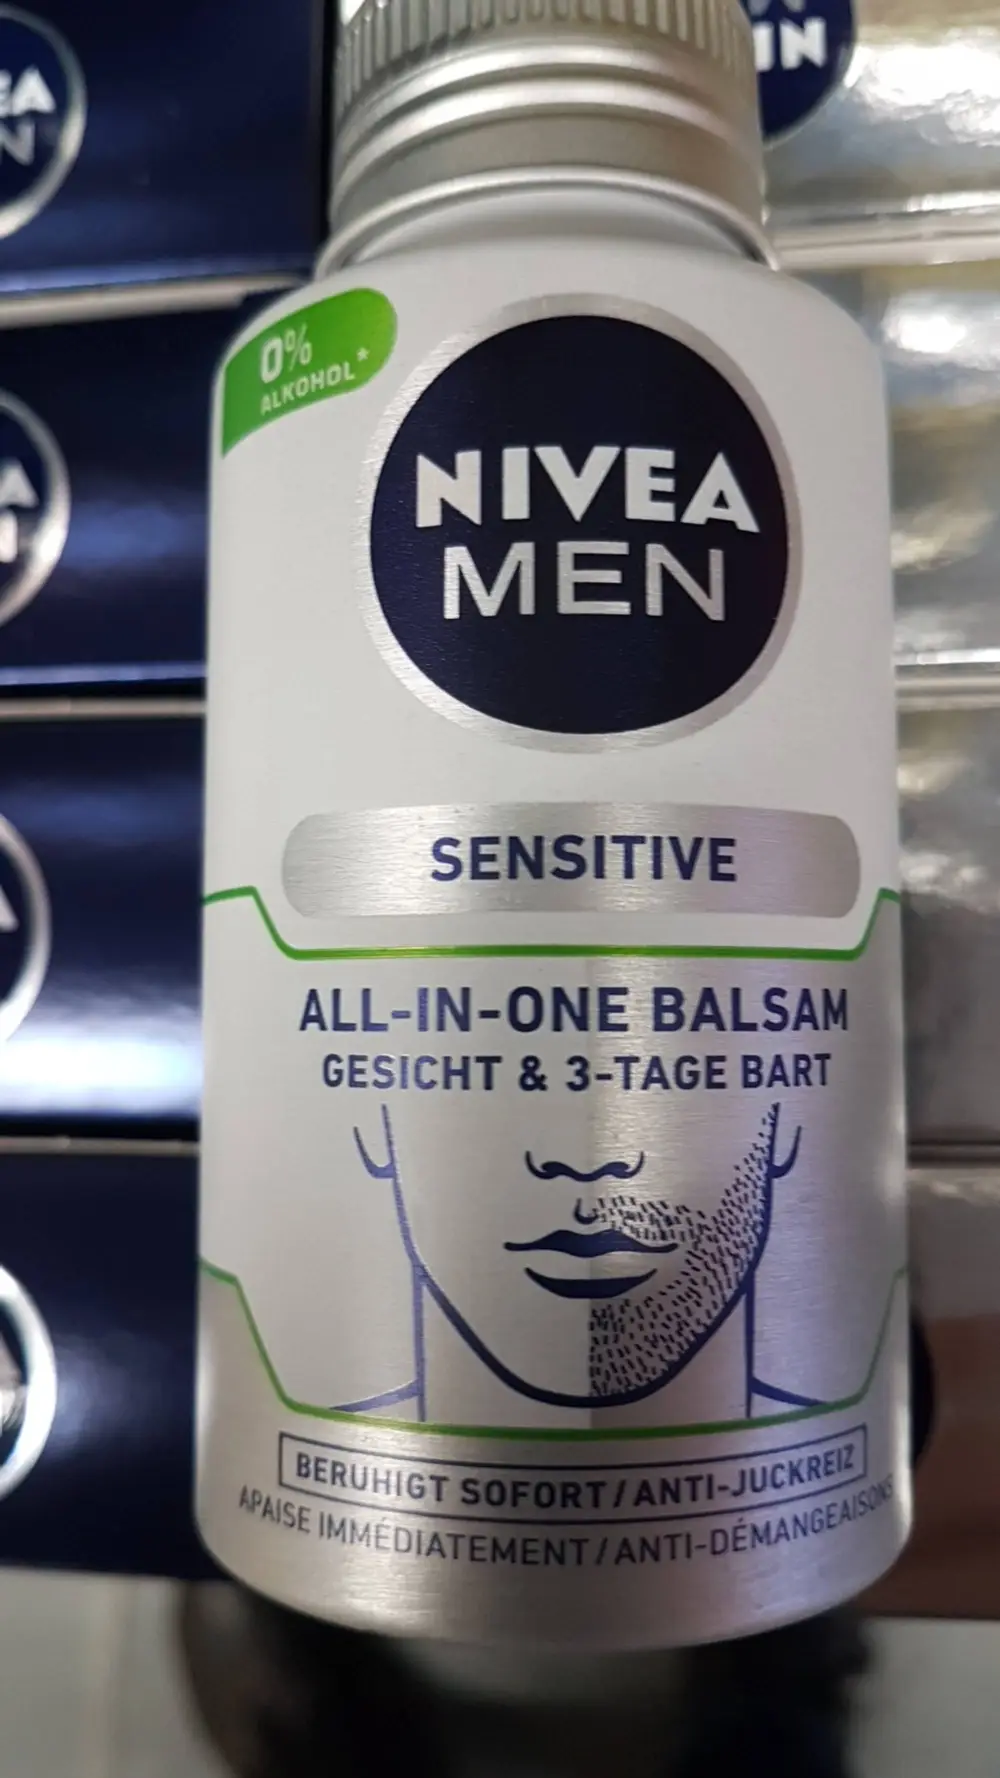 0%
ALKOHOL*
NIVEA
MEN
SENSITIVE
ALL-IN-ONE BALSAM
GESICHT & 3-TAGE BART
BERUHIGT SOFORT/ANTI-JUCKREIZ
APAISE IMMÉDIATEMENT/ANTI-DÉMANGEAISONS